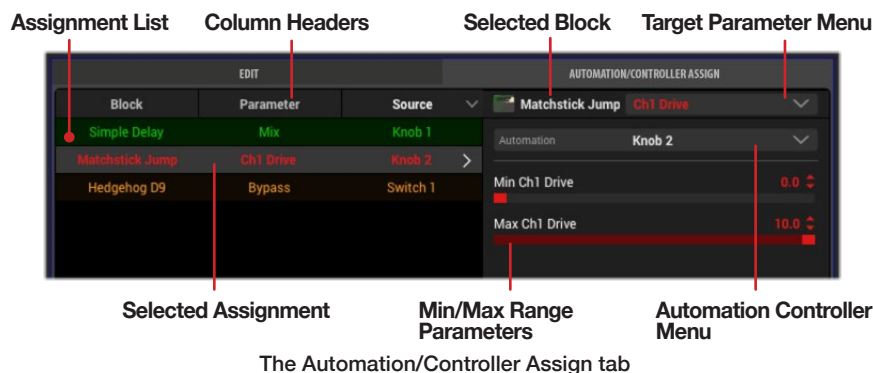 Assignment List Column Headers Selected Block Target Parameter Menu
EDIT AUTOMATION/CONTROLLER ASSIGN
Block Parameter Source Matchstick Jump Ch1 Drive
Simple Delay Mix Knob 1
Automation Knob 2
Matchstick Jump Ch1 Drive Knob 2
Hedgehog D9 Bypass Switch 1
Min Ch1 Drive 0.0
Max Ch1 Drive 10.0
Selected Assignment
Min/Max Range
Parameters
Automation Controller
Menu
The Automation/Controller Assign tab